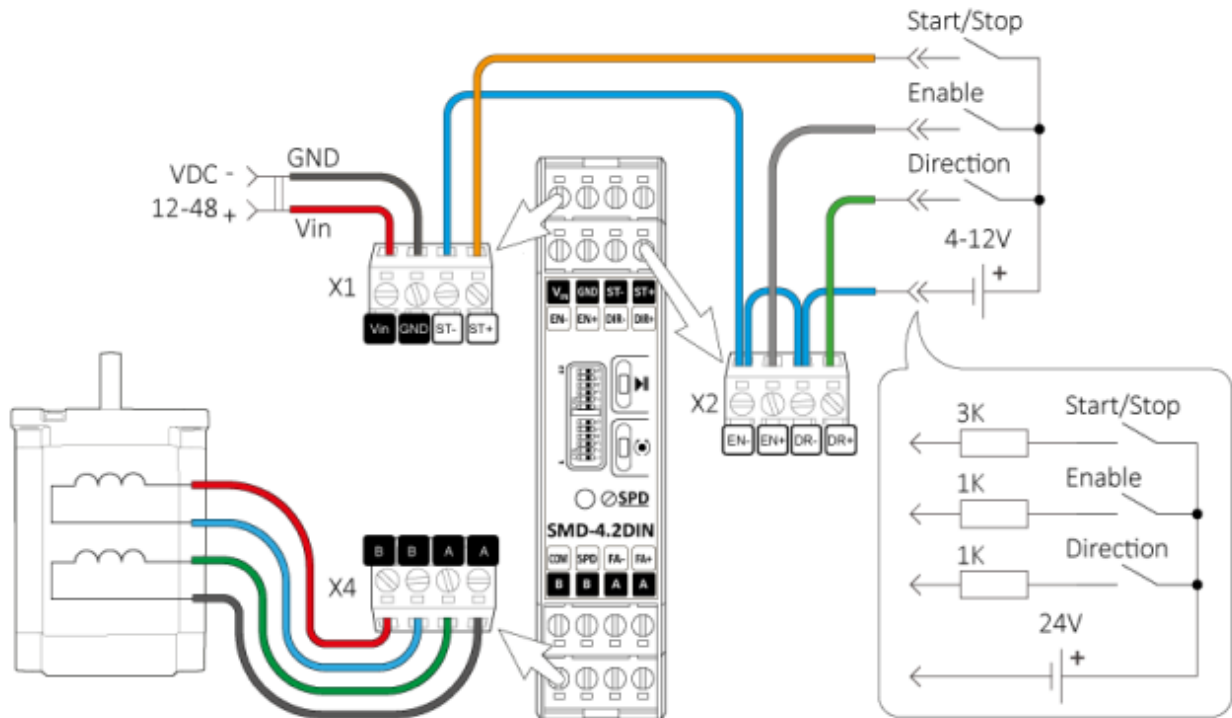 Start/Stop
Enable
Direction
4-12V
+
VDC -
12-48 +
GND
Vin
X1
Vin GND ST- ST+
VIN GND ST- ST+
EN- EN+ DIR- DIR+
X2
EN- EN+ DR- DR+
SPD
SMD-4.2DIN
COM SPD FA- FA+
B B A A
X4
B B A A
3K
Start/Stop
1K
Enable
1K
Direction
24V
+